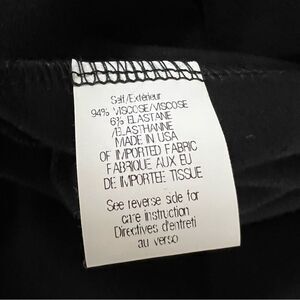 Self/Extérieur
94% VISCOSE/VISCOSE
6% ELASTANE
/ELASTHANNE
MADE IN USA
OF IMPORTED FABRIC
FABRIQUE AUX EU
DE IMPORTEE TISSUE
See reverse side for
care instruction
Directives d'entreti
au verso